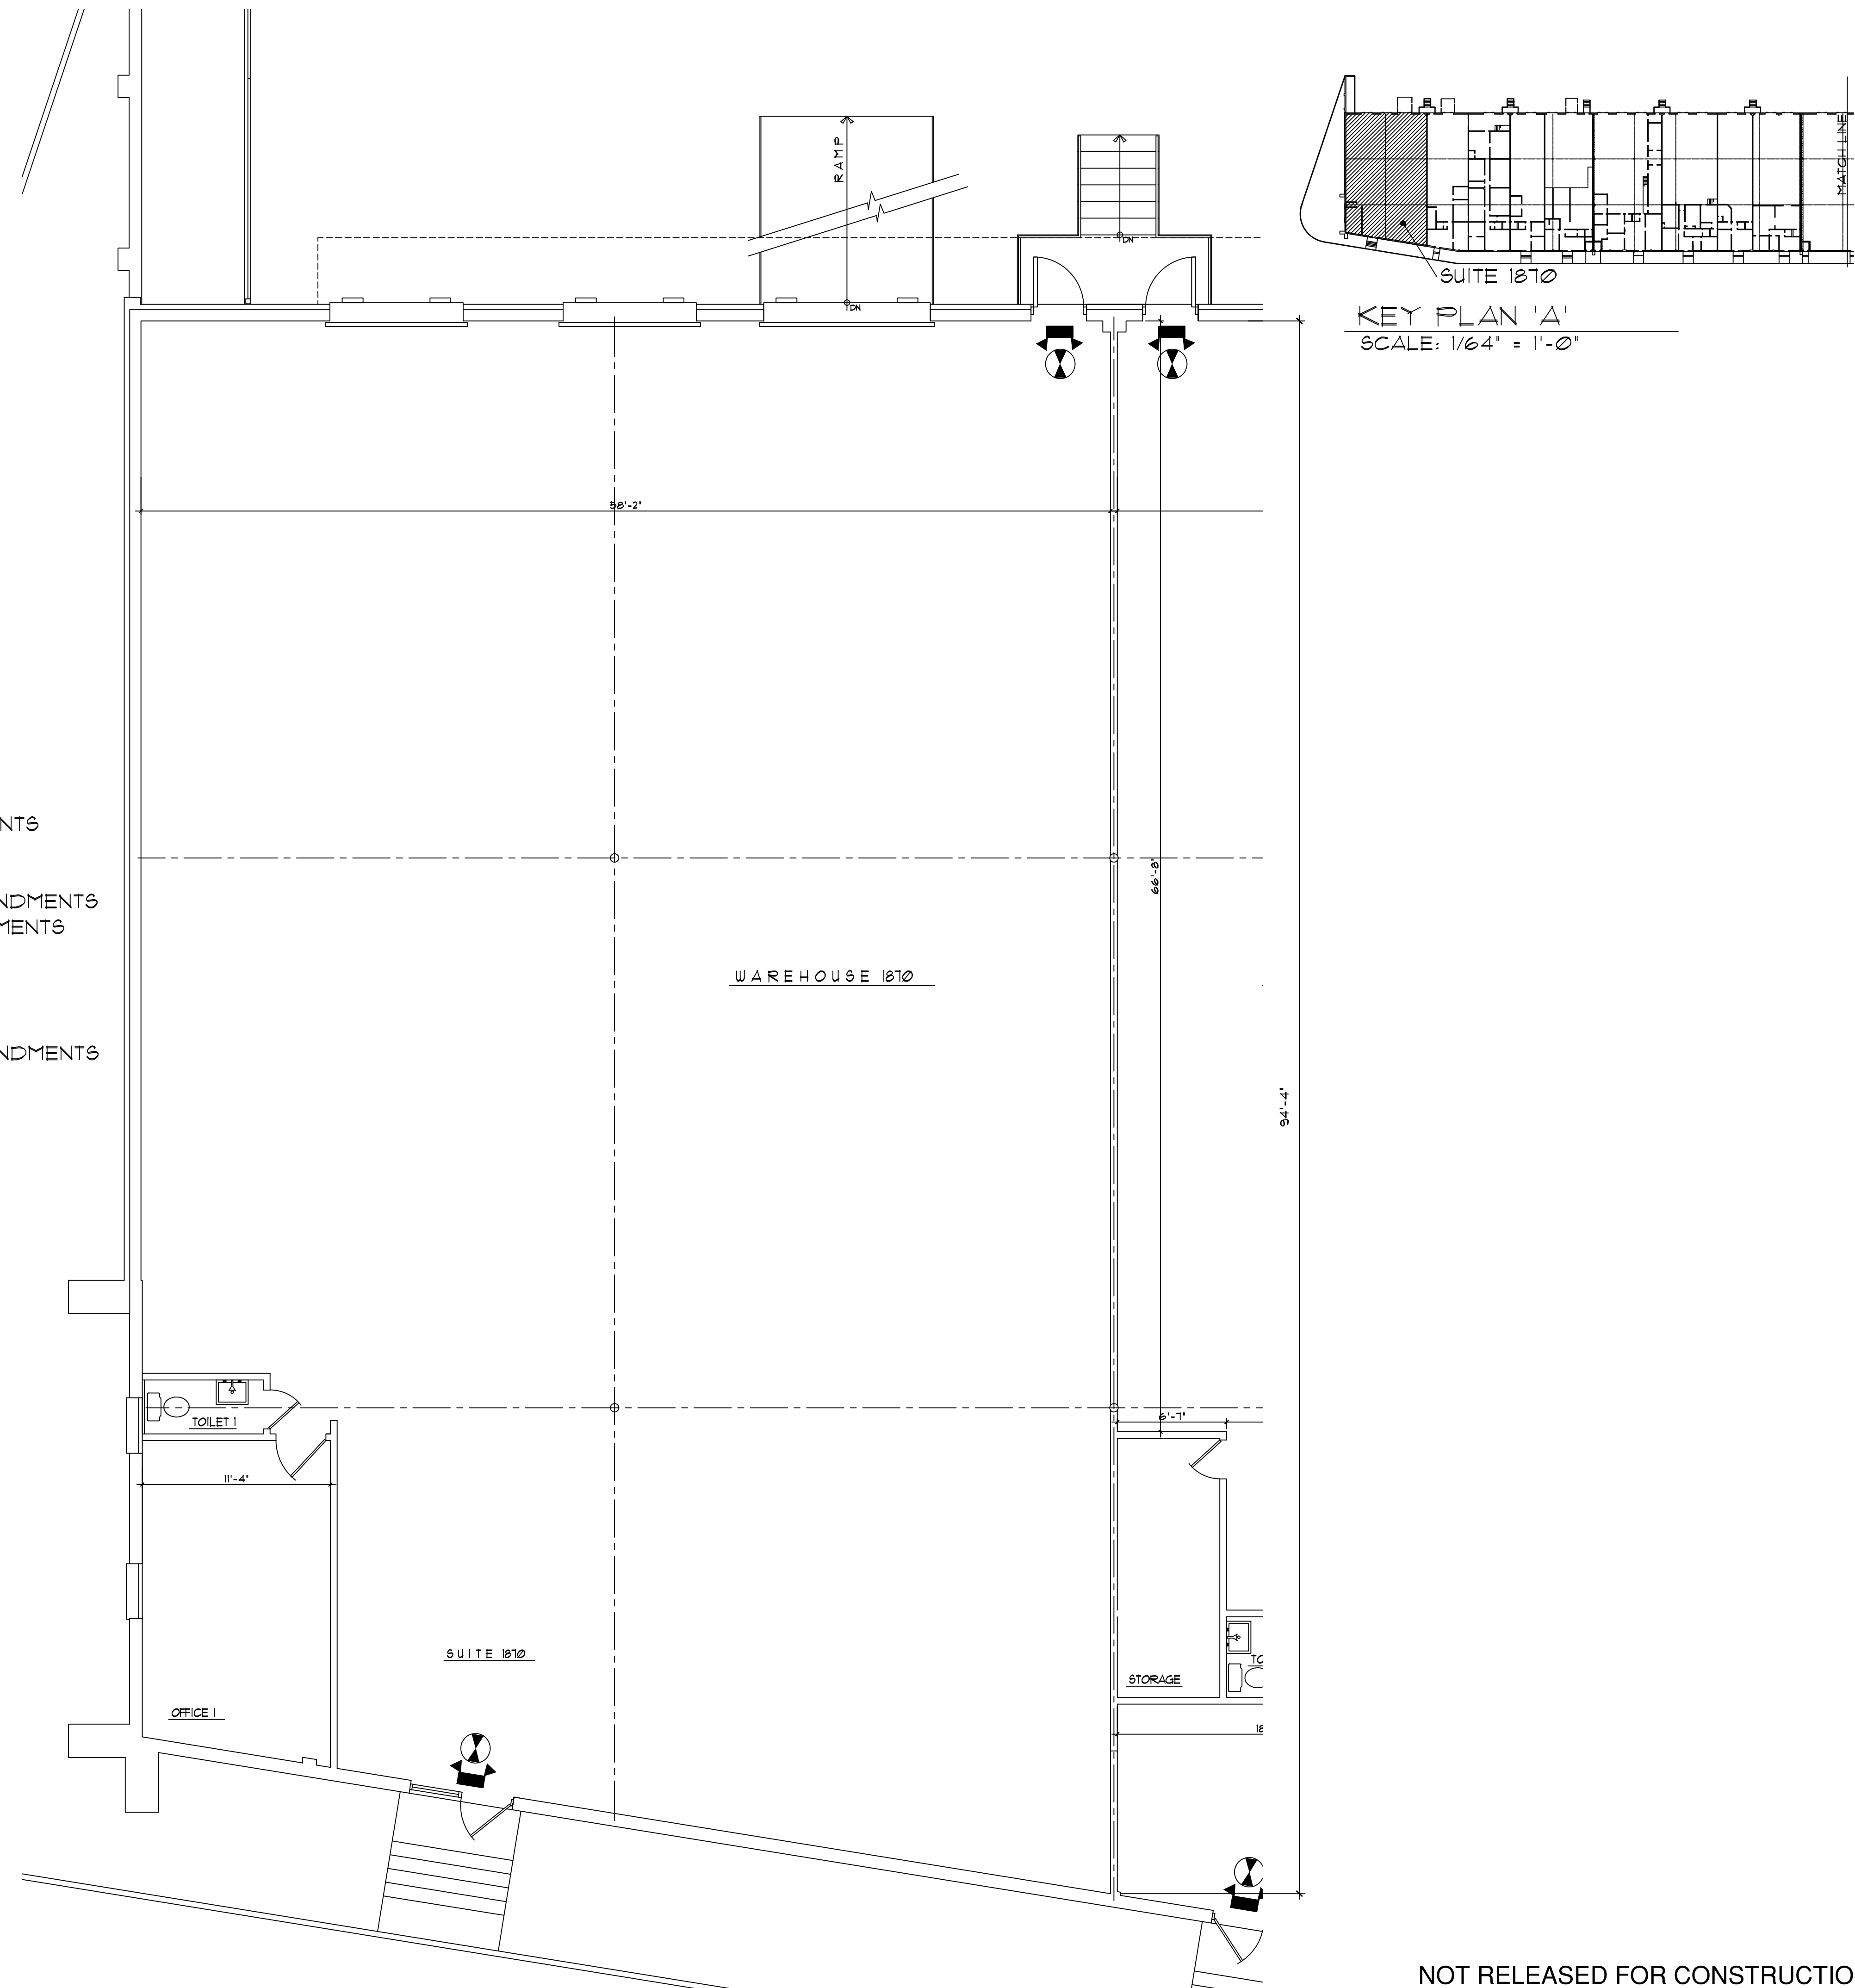 RAMP
DN
DN
MATCH LINE
SUITE 1870
KEY PLAN 'A'
SCALE: 1/64" = 1'-0"
58'-2"
NTS
66'-8"
NDMENTS
MENTS
WAREHOUSE 1870
NDMENTS
94'-4"
TOILET 1
6'-7"
11'-4"
SUITE 1870
TO
STORAGE
OFFICE 1
18
NOT RELEASED FOR CONSTRUCTIO